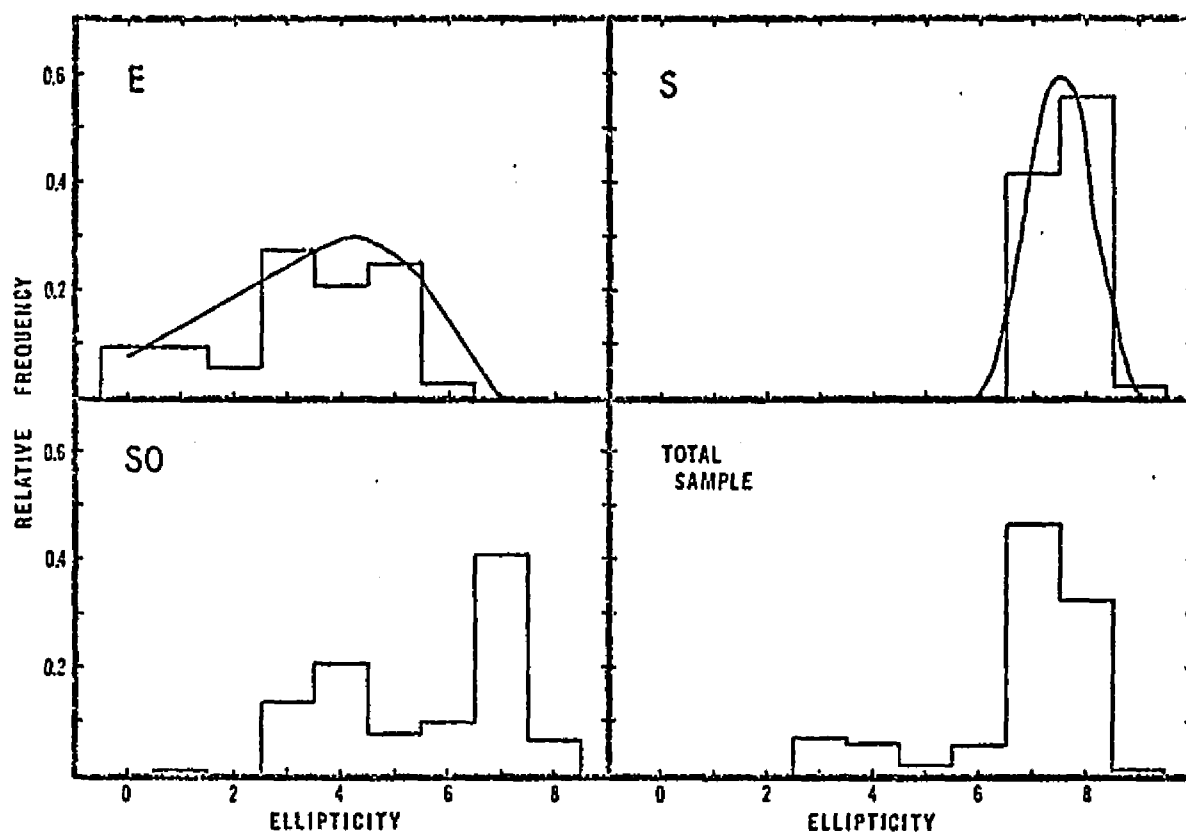 E
S
0.6
0.4
0.2
RELATIVE FREQUENCY
SO
TOTAL
SAMPLE
0.6
0.4
0.2
0 2 4 6 8
0 2 4 6 8
ELLIPTICITY
ELLIPTICITY